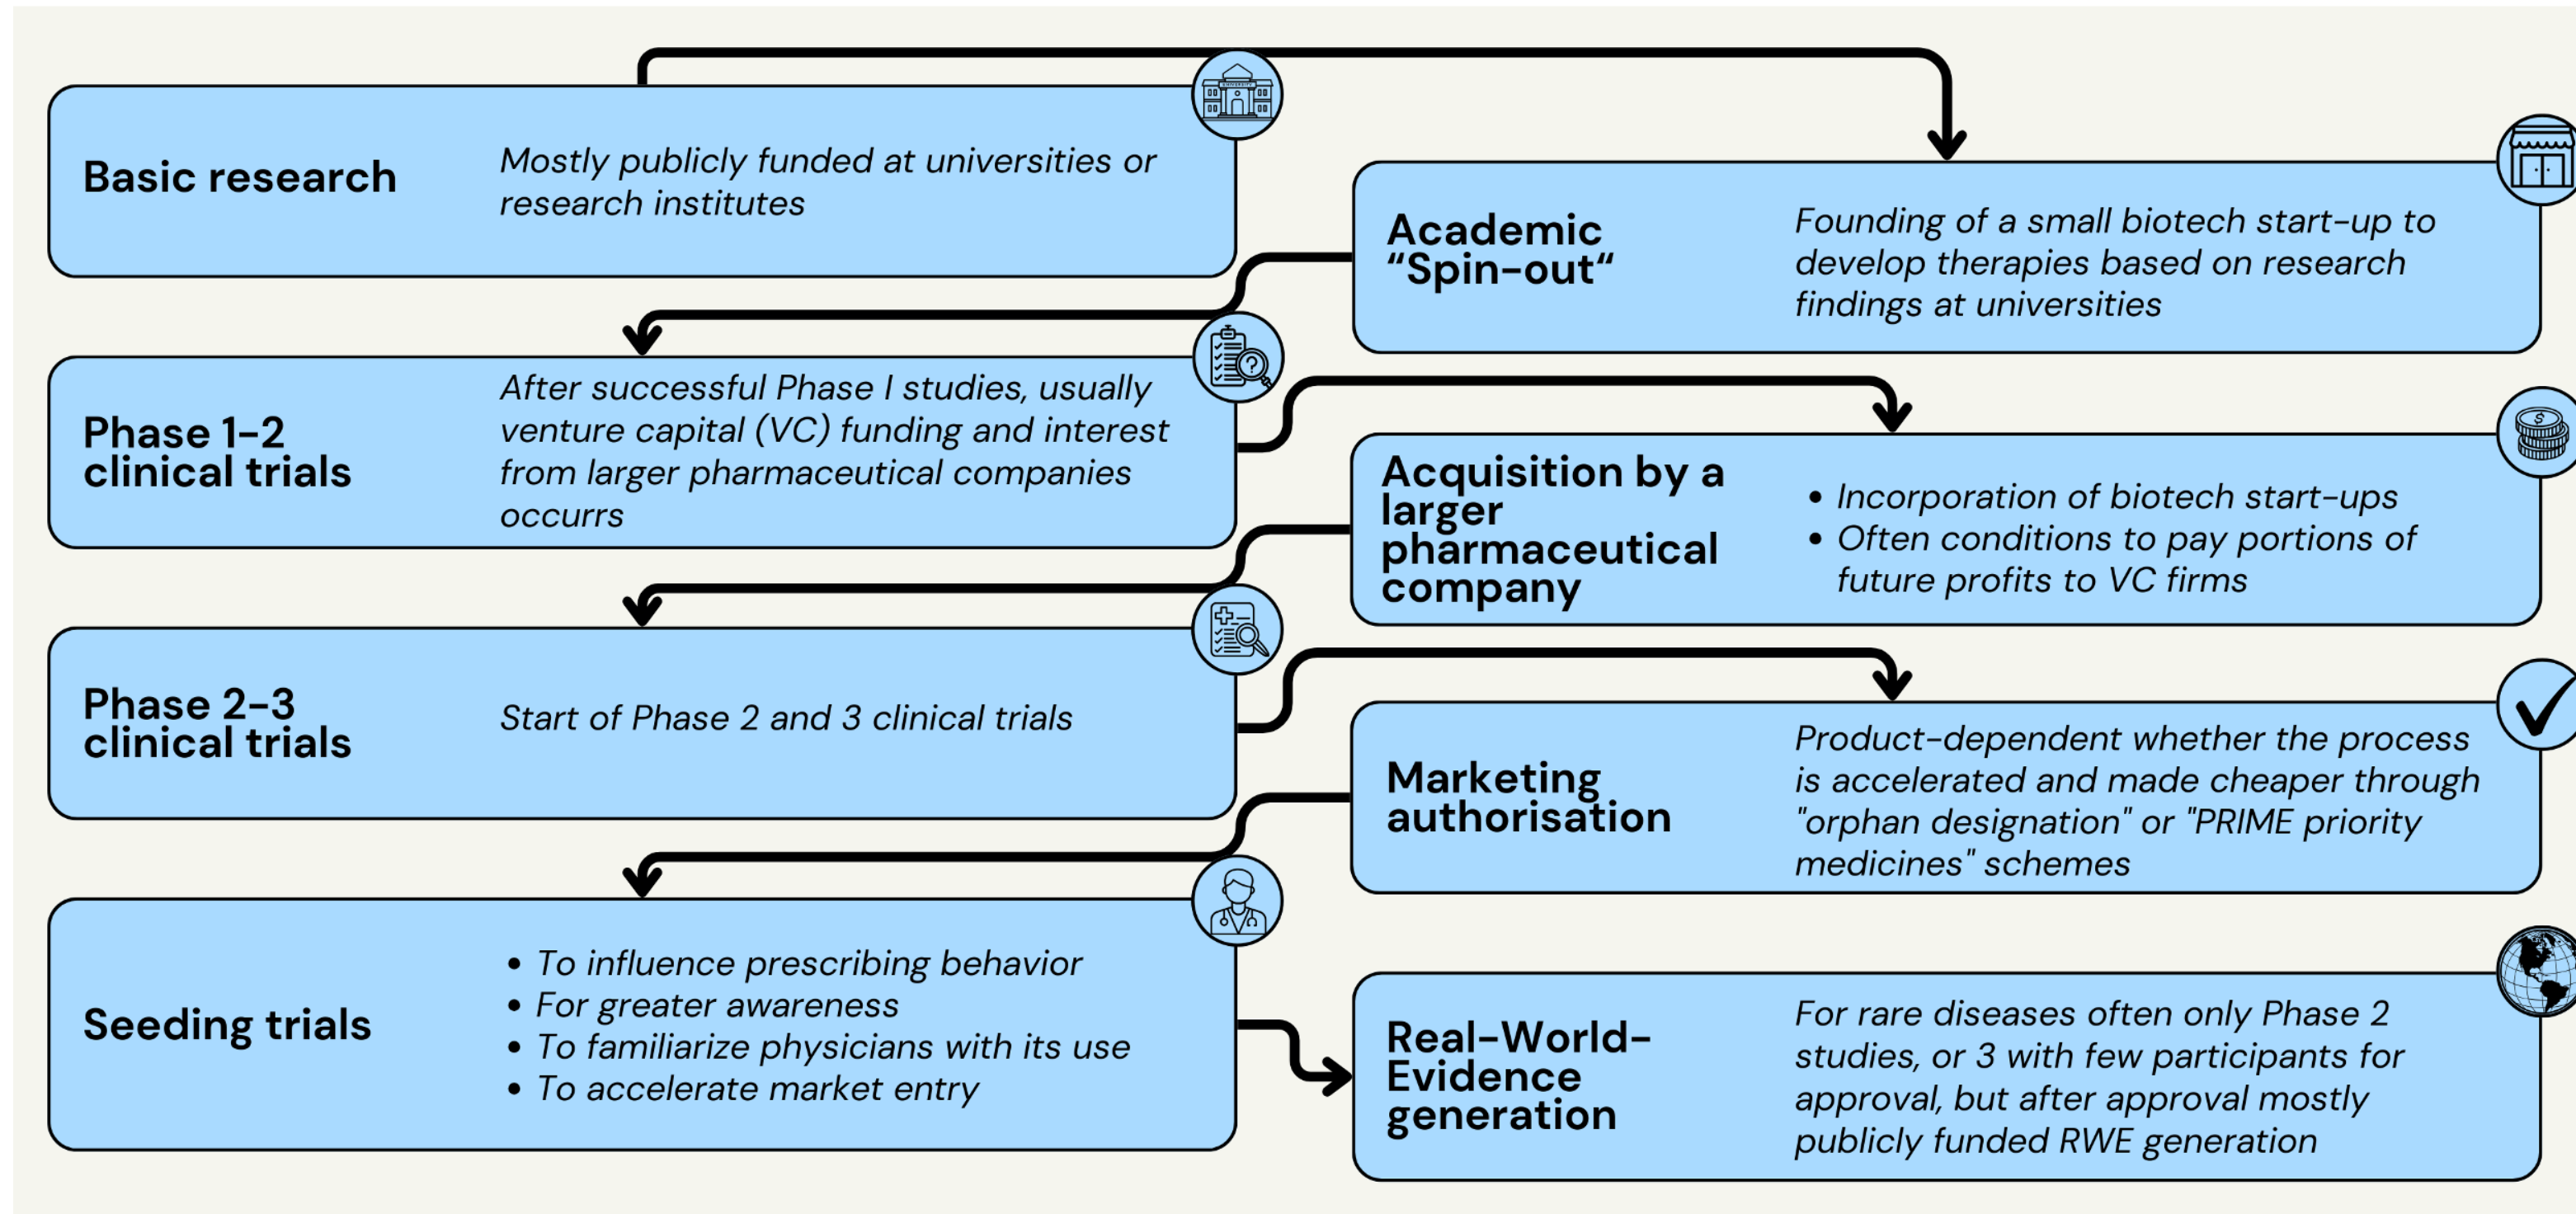 Basic research
Mostly publicly funded at universities or
research institutes
Academic
“Spin-out“
Founding of a small biotech start-up to
develop therapies based on research
findings at universities
Phase 1-2
clinical trials
After successful Phase I studies, usually
venture capital (VC) funding and interest
from larger pharmaceutical companies
occurrs
Acquisition by a
larger
pharmaceutical
company
• Incorporation of biotech start-ups
• Often conditions to pay portions of
future profits to VC firms
Phase 2-3
clinical trials
Start of Phase 2 and 3 clinical trials
Marketing
authorisation
Product-dependent whether the process
is accelerated and made cheaper through
"orphan designation" or "PRIME priority
medicines" schemes
Seeding trials
• To influence prescribing behavior
• For greater awareness
• To familiarize physicians with its use
• To accelerate market entry
Real-World-
Evidence
generation
For rare diseases often only Phase 2
studies, or 3 with few participants for
approval, but after approval mostly
publicly funded RWE generation